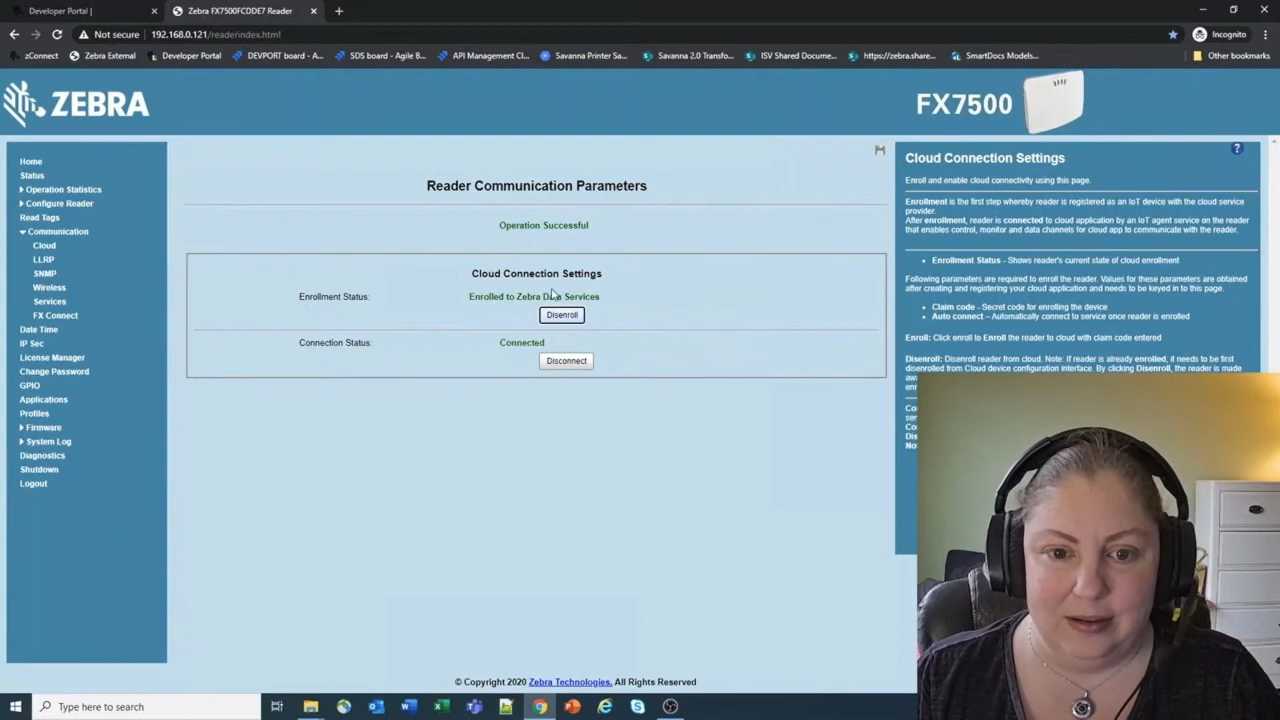 Developer Portal |
Zebra FX7500FCDDE7 Reader
Not secure
192.168.0.121/readerindex.html
Incognito
zConnect
Zebra External
Developer Portal
DEVPORT board - A...
SDS board - Agile B...
API Management Cl...
Savanna Printer Sa...
Savanna 2.0 Transfo...
ISV Shared Docume...
https://zebra.share...
SmartDocs Models...
Other bookmarks
ZEBRA
FX7500
Home
Status
Operation Statistics
Configure Reader
Read Tags
Communication
Cloud
LLRP
SNMP
Wireless
Services
FX Connect
Date Time
IP Sec
License Manager
Change Password
GPIO
Applications
Profiles
Firmware
System Log
Diagnostics
Shutdown
Logout
Reader Communication Parameters
Operation Successful
Cloud Connection Settings
Enrollment Status:
Enrolled to Zebra Data Services
Disenroll
Connection Status:
Connected
Disconnect
© Copyright 2020 Zebra Technologies. All Rights Reserved
?
Cloud Connection Settings
Enroll and enable cloud connectivity using this page.
Enrollment is the first step whereby reader is registered as an IoT device with the cloud service
provider.
After enrollment, reader is connected to cloud application by an IoT agent service on the reader
that enables control, monitor and data channels for cloud app to communicate with the reader.
Enrollment Status - Shows reader's current state of cloud enrollment
Following parameters are required to enroll the reader. Values for these parameters are obtained
after creating and registering your cloud application and needs to be keyed in to this page.
Claim code - Secret code for enrolling the device
Auto connect – Automatically connect to service once reader is enrolled
Enroll: Click enroll to Enroll the reader to cloud with claim code entered
Disenroll: Disenroll reader from cloud. Note: If reader is already enrolled, it needs to be first
disenrolled from Cloud device configuration interface. By clicking Disenroll, the reader is made
Type here to search